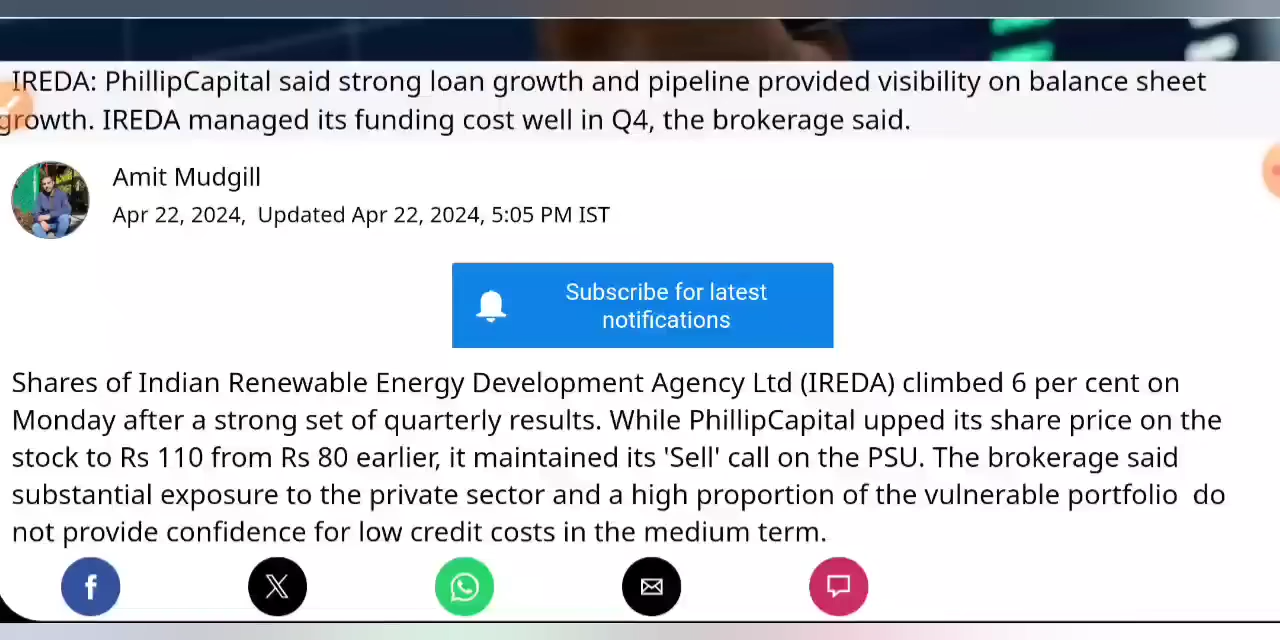 IREDA: PhillipCapital said strong loan growth and pipeline provided visibility on balance sheet
growth. IREDA managed its funding cost well in Q4, the brokerage said.
Amit Mudgill
Apr 22, 2024,  Updated Apr 22, 2024, 5:05 PM IST
Subscribe for latest
notifications
Shares of Indian Renewable Energy Development Agency Ltd (IREDA) climbed 6 per cent on
Monday after a strong set of quarterly results. While PhillipCapital upped its share price on the
stock to Rs 110 from Rs 80 earlier, it maintained its 'Sell' call on the PSU. The brokerage said
substantial exposure to the private sector and a high proportion of the vulnerable portfolio  do
not provide confidence for low credit costs in the medium term.